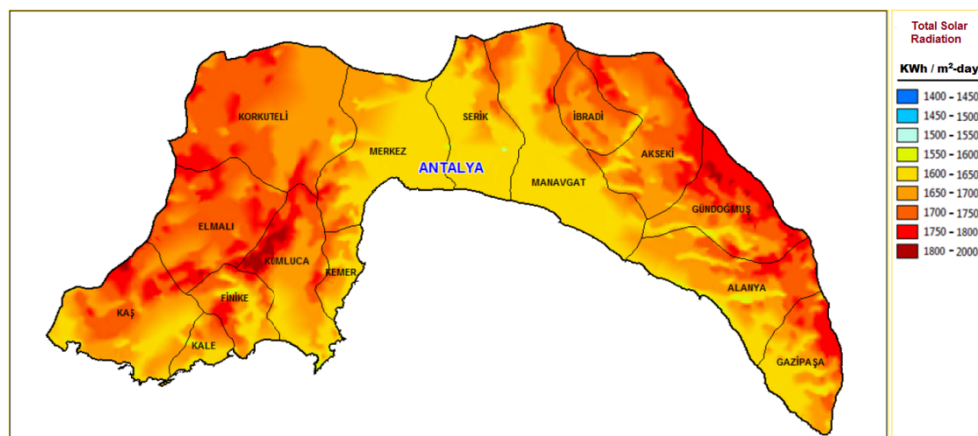 Total Solar
Radiation
KWh / m²-day
1400 - 1450
1450 - 1500
1500 - 1550
1550 - 1600
1600 - 1650
1650 - 1700
1700 - 1750
1750 - 1800
1800 - 2000
KORKUTELİ
SERİK
İBRADİ
MERKEZ
AKSEKİ
ANTALYA
MANAVGAT
GÜNDOĞMUŞ
ELMALI
KUMLUCA
KEMER
ALANYA
FİNİKE
KAŞ
KALE
GAZİPAŞA